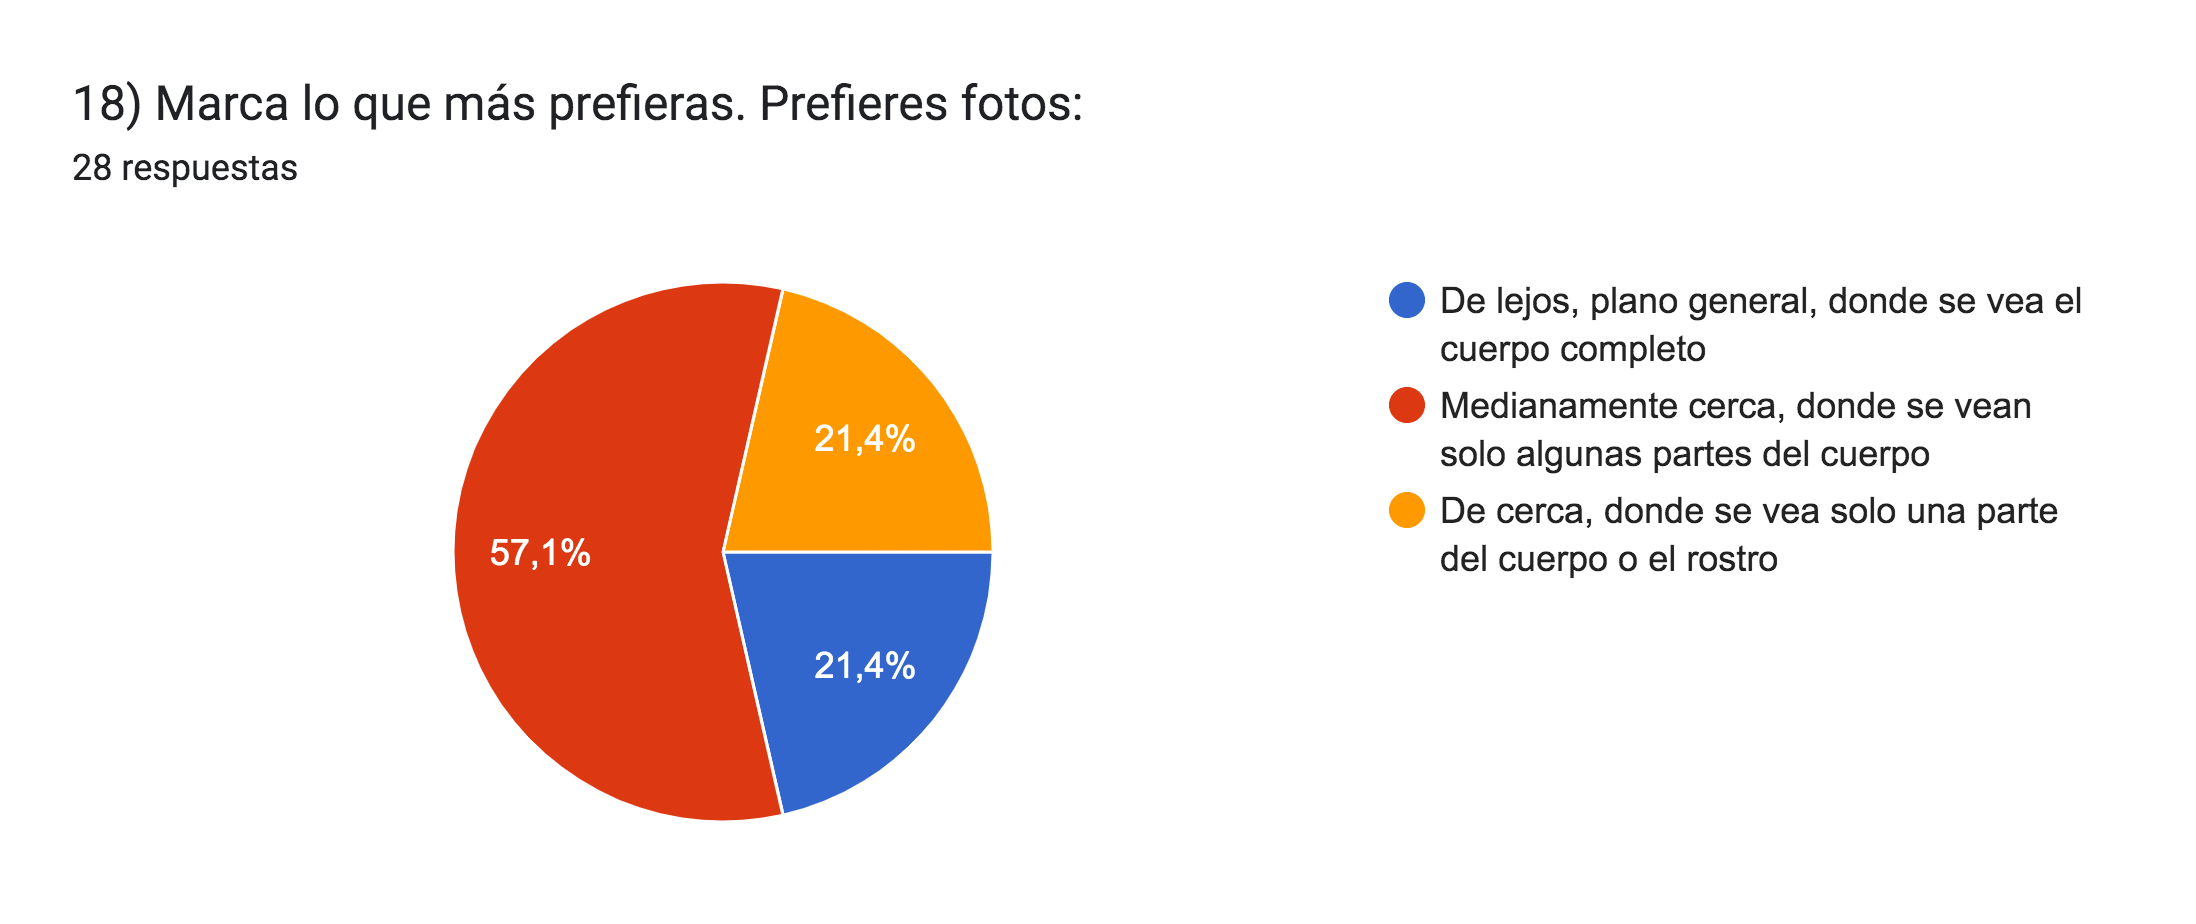 18) Marca lo que más prefieras. Prefieres fotos:
28 respuestas
De lejos, plano general, donde se vea el
cuerpo completo
Medianamente cerca, donde se vean
solo algunas partes del cuerpo
De cerca, donde se vea solo una parte
del cuerpo o el rostro
21,4%
57,1%
21,4%